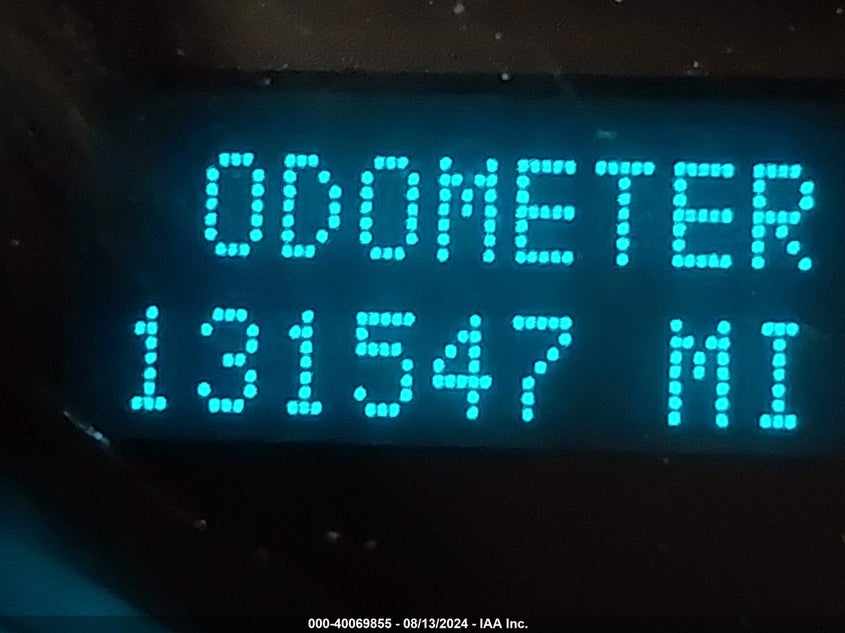 ODOMETER
131547 MI
000-40069855 - 08/13/2024 - IAA Inc.